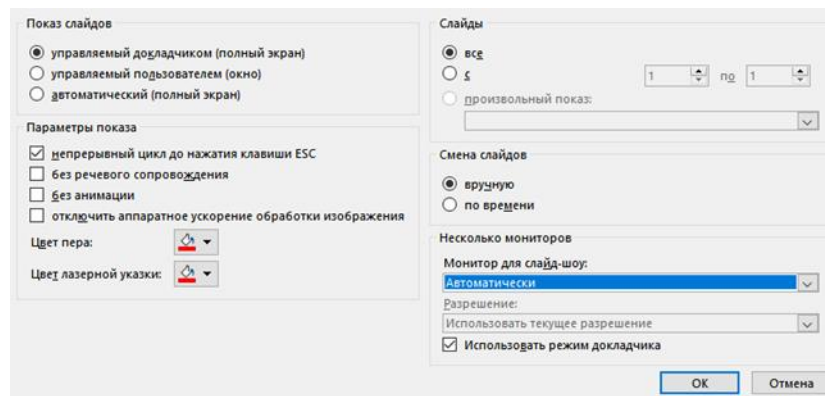 Показ слайдов
управляемый докладчиком (полный экран)
управляемый пользователем (окно)
автоматический (полный экран)
Параметры показа
непрерывный цикл до нажатия клавиши ESC
без речевого сопровождения
без анимации
отключить аппаратное ускорение обработки изображения
Цвет пера:
Цвет лазерной указки:
Слайды
все
с 1 по 1
произвольный показ:
Смена слайдов
вручную
по времени
Несколько мониторов
Монитор для слайд-шоу:
Автоматически
Разрешение:
Использовать текущее разрешение
Использовать режим докладчика
ОК Отмена